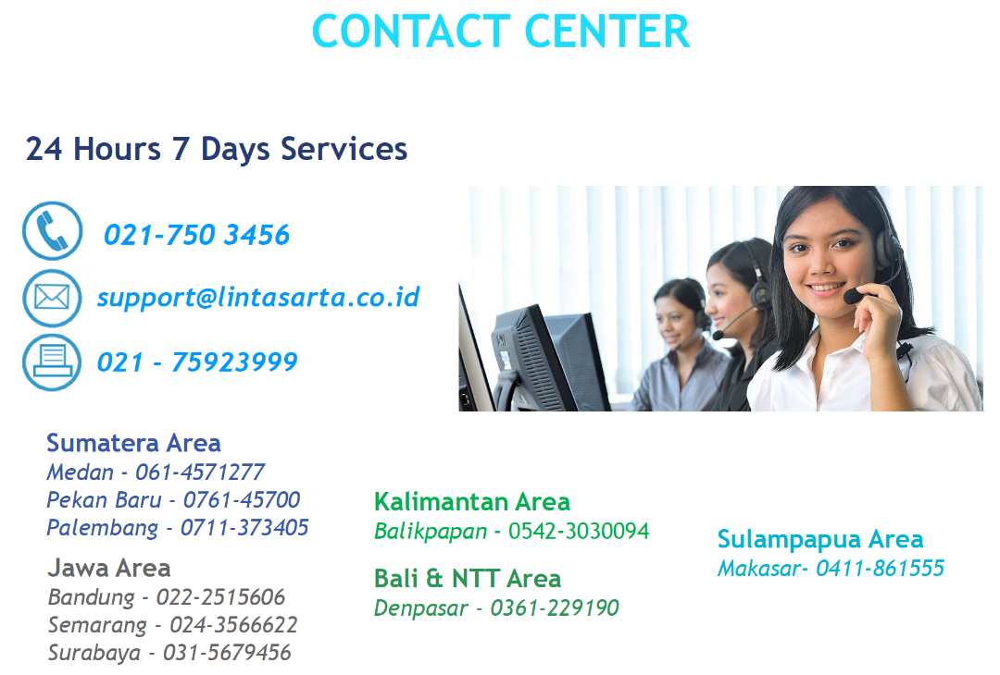 CONTACT CENTER
24 Hours 7 Days Services
021-750 3456
support@lintasarta.co.id
021 - 75923999
Sumatera Area
Medan - 061-4571277
Pekan Baru - 0761-45700
Palembang - 0711-373405
Jawa Area
Bandung - 022-2515606
Semarang - 024-3566622
Surabaya - 031-5679456
Kalimantan Area
Balikpapan - 0542-3030094
Bali & NTT Area
Denpasar - 0361-229190
Sulampapua Area
Makasar- 0411-861555